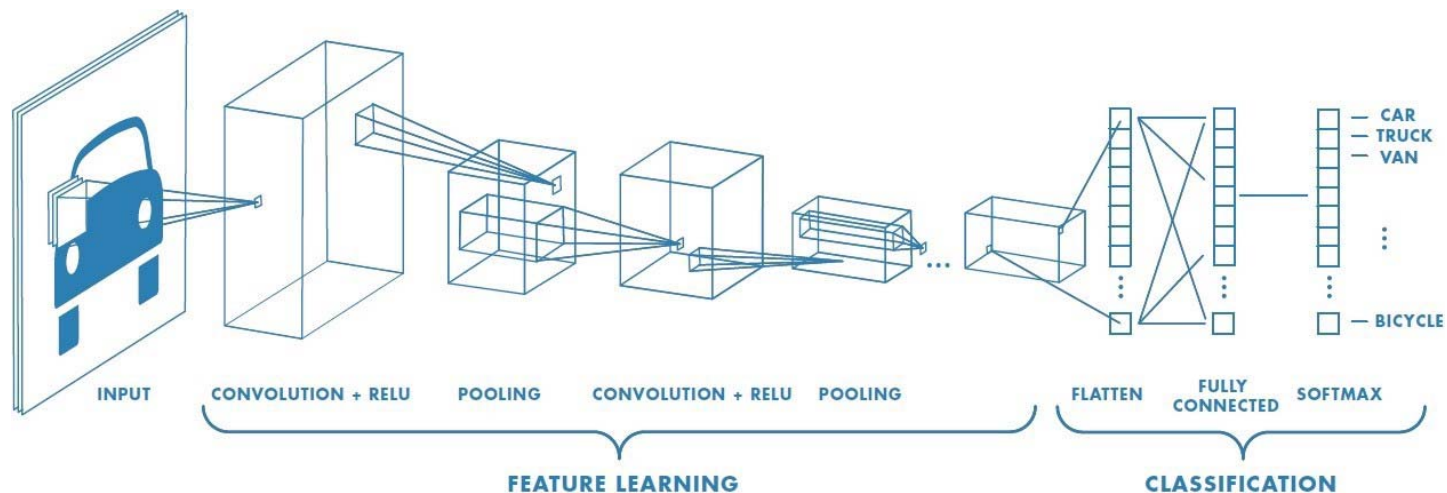 CAR
TRUCK
VAN
BICYCLE
INPUT
CONVOLUTION + RELU
POOLING
CONVOLUTION + RELU
POOLING
FLATTEN
FULLY
CONNECTED
SOFTMAX
FEATURE LEARNING
CLASSIFICATION